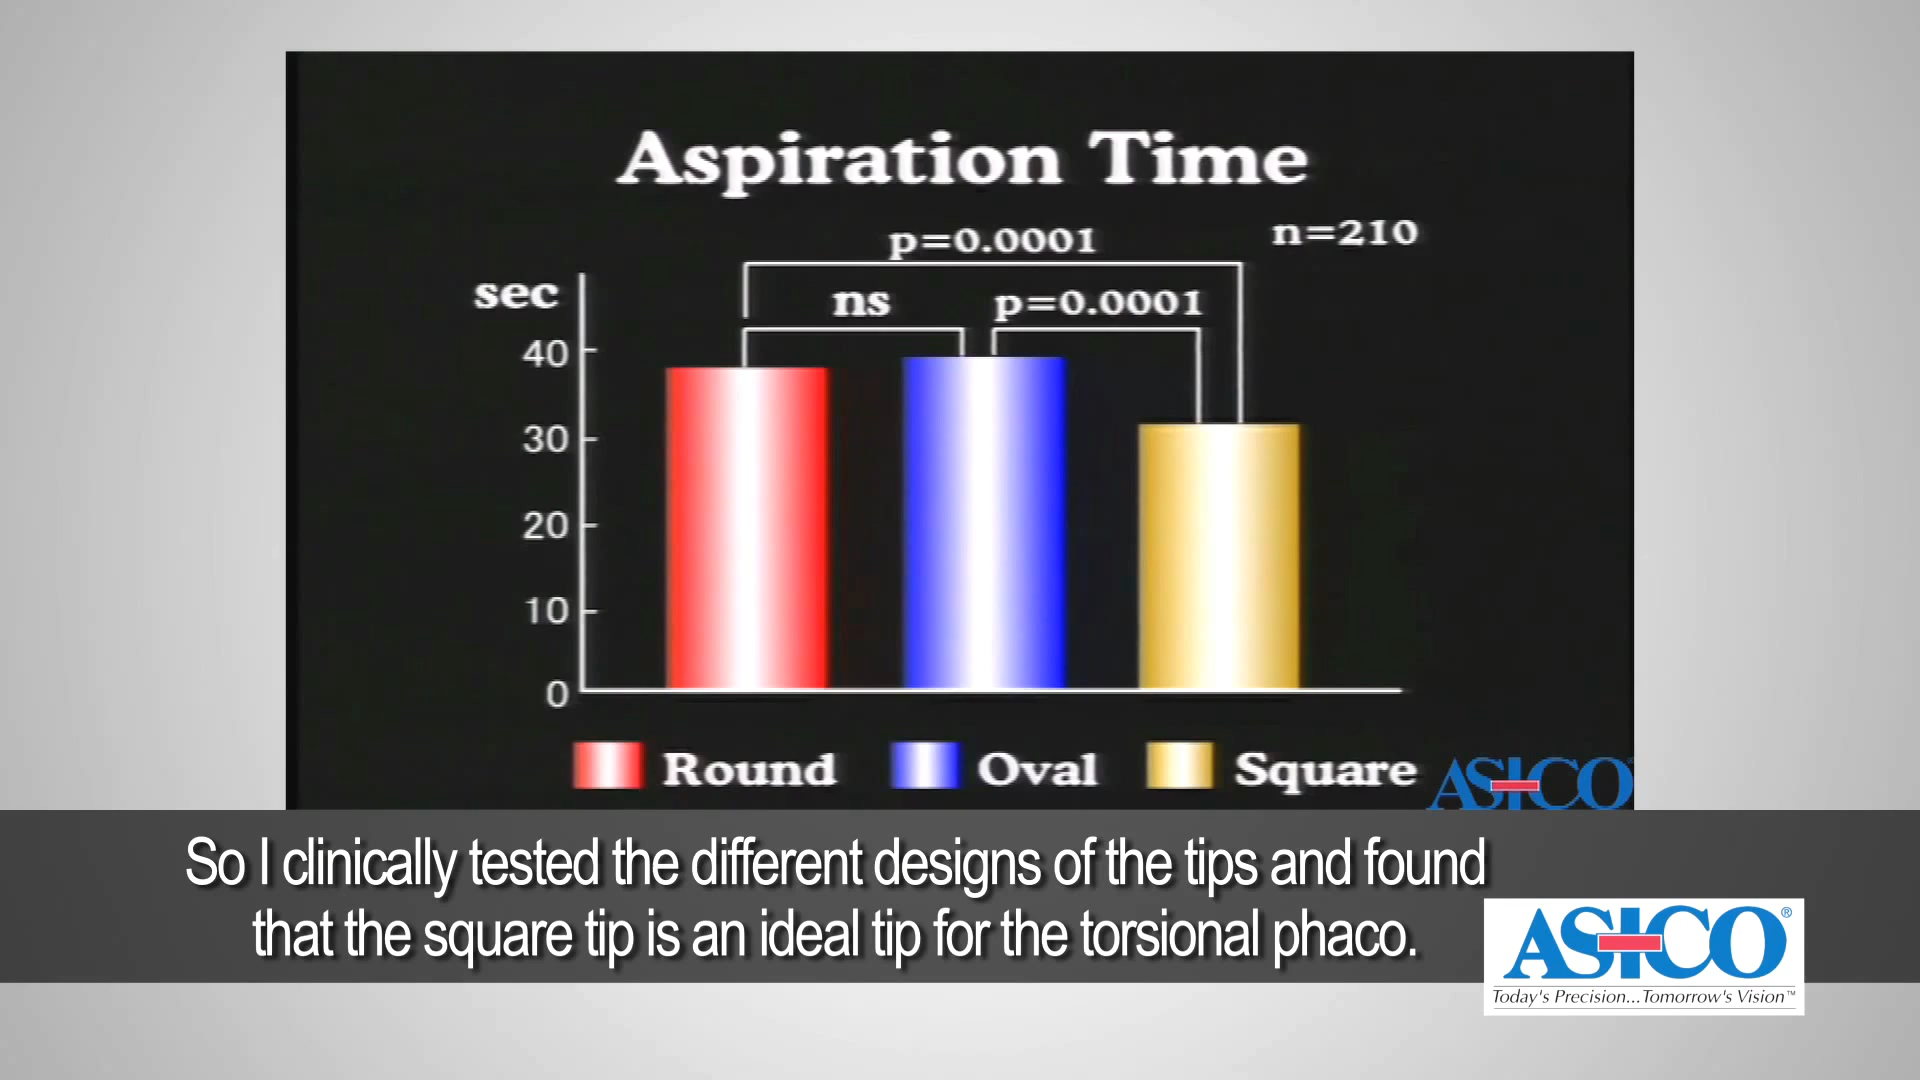 Aspiration Time
p=0.0001
n=210
sec
ns
p=0.0001
40
30
20
10
0
Round
Oval
Square
ASICO
So I clinically tested the different designs of the tips and found
that the square tip is an ideal tip for the torsional phaco.
ASICO®
Today's Precision...Tomorrow's Vision™